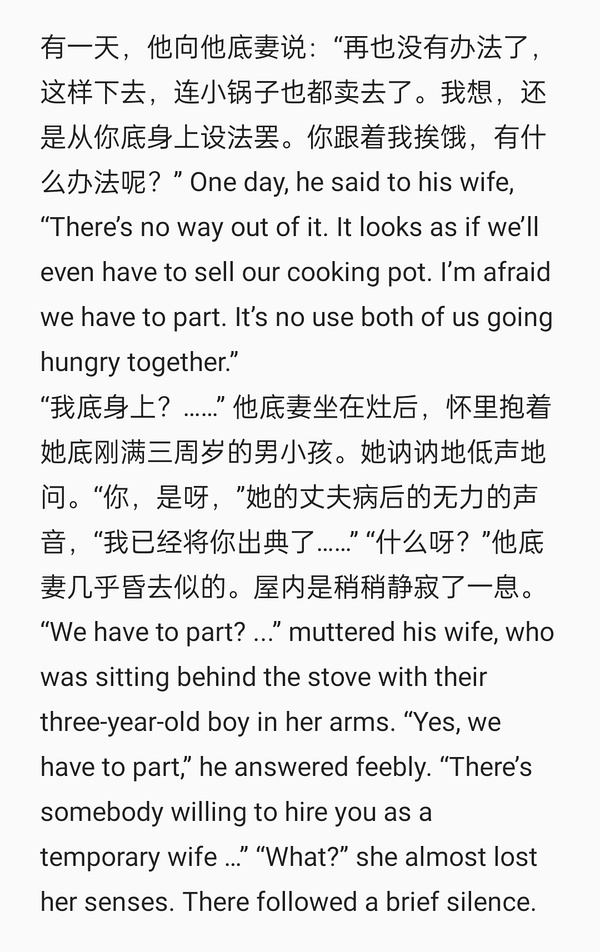 有一天，他向他底妻说：“再也没有办法了，
这样下去，连小锅子也都卖去了。我想，还
是从你底身上设法罢。你跟着我挨饿，有什
么办法呢？” One day, he said to his wife,
“There’s no way out of it. It looks as if we’ll
even have to sell our cooking pot. I’m afraid
we have to part. It’s no use both of us going
hungry together.”
“我底身上？……” 他底妻坐在灶后，怀里抱着
她底刚满三周岁的男小孩。她讷讷地低声地
问。“你，是呀，”她的丈夫病后的无力的声
音，“我已经将你出典了……” “什么呀？”他底
妻几乎昏去似的。屋内是稍稍静寂了一息。
“We have to part? ...” muttered his wife, who
was sitting behind the stove with their
three-year-old boy in her arms. “Yes, we
have to part,” he answered feebly. “There’s
somebody willing to hire you as a
temporary wife ...” “What?” she almost lost
her senses. There followed a brief silence.